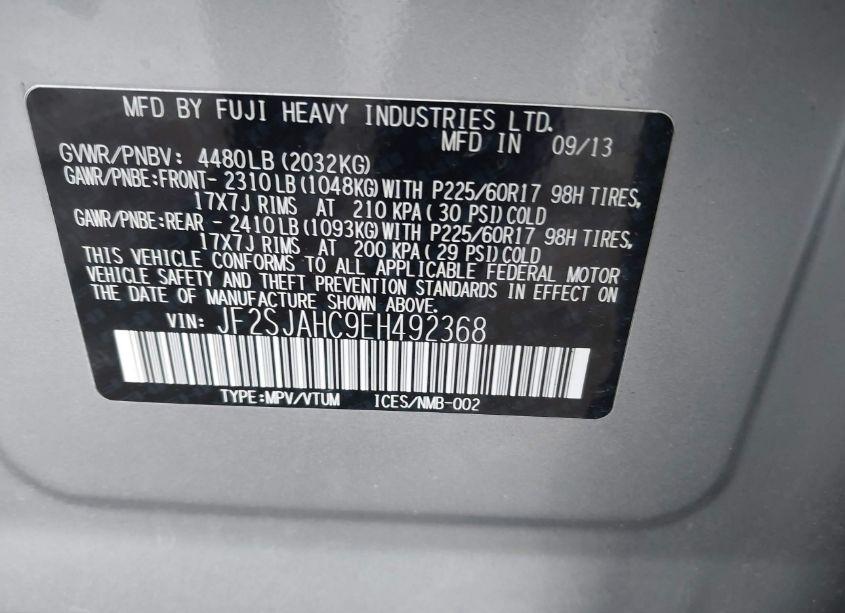 MFD BY FUJI HEAVY INDUSTRIES LTD.
MFD IN 09/13
GVWR/PNBV: 4480LB (2032KG)
GAWR/PNBE:FRONT- 2310 LB (1048KG) WITH P225/60R17 98H TIRES,
17X7J RIMS AT 210 KPA ( 30 PSI) COLD
GAWR/PNBE:REAR - 2410 LB (1093KG) WITH P225/60R17 98H TIRES,
17X7J RIMS AT 200 KPA ( 29 PSI) COLD
THIS VEHICLE CONFORMS TO ALL APPLICABLE FEDERAL MOTOR
VEHICLE SAFETY AND THEFT PREVENTION STANDARDS IN EFFECT ON
THE DATE OF MANUFACTURE SHOWN ABOVE.
VIN: JF2SJAHC9EH492368
TYPE:MPV/VTUM ICES/NMB-002